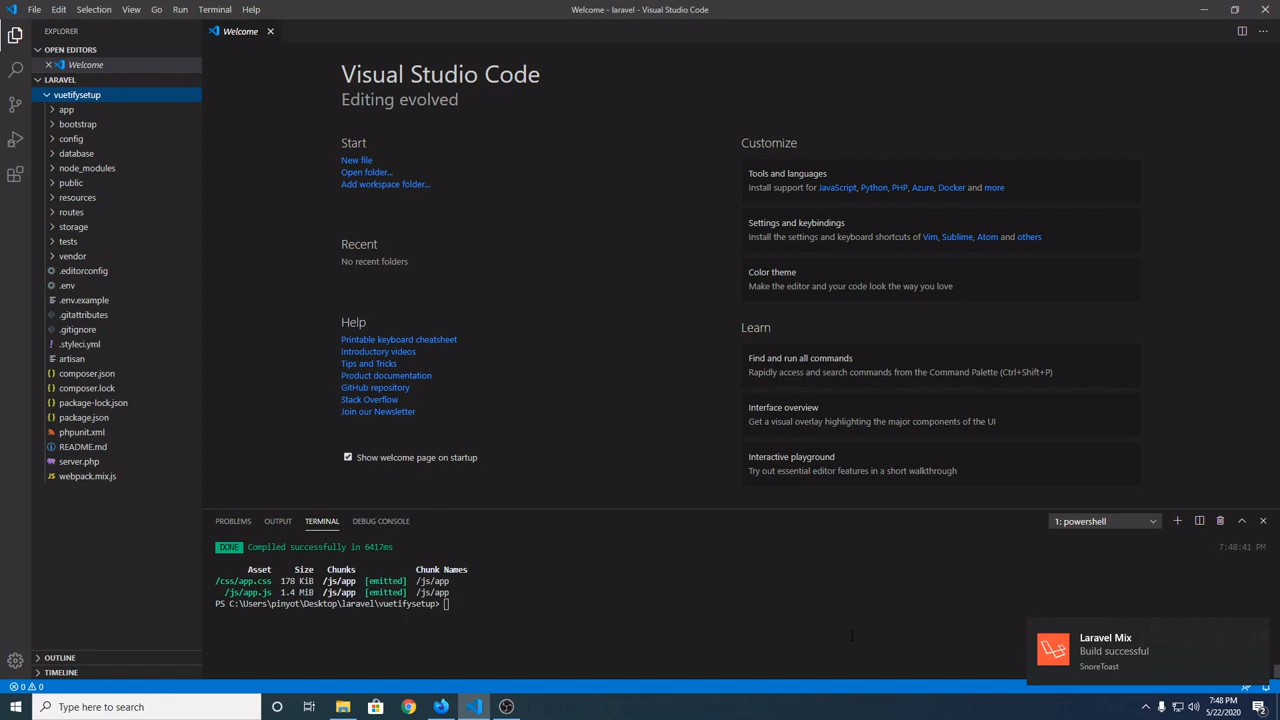 File Edit Selection View Go Run Terminal Help
Welcome - laravel - Visual Studio Code
EXPLORER
OPEN EDITORS
Welcome
LARAVEL
vuetifysetup
app
bootstrap
config
database
node_modules
public
resources
routes
storage
tests
vendor
.editorconfig
.env
.env.example
.gitattributes
.gitignore
.styleci.yml
artisan
composer.json
composer.lock
package-lock.json
package.json
phpunit.xml
README.md
server.php
webpack.mix.js
OUTLINE
TIMELINE
Welcome
Visual Studio Code
Editing evolved
Start
New file
Open folder...
Add workspace folder...
Recent
No recent folders
Help
Printable keyboard cheatsheet
Introductory videos
Tips and Tricks
Product documentation
GitHub repository
Stack Overflow
Join our Newsletter
Show welcome page on startup
Customize
Tools and languages
Install support for JavaScript, Python, PHP, Azure, Docker and more
Settings and keybindings
Install the settings and keyboard shortcuts of Vim, Sublime, Atom and others
Color theme
Make the editor and your code look the way you love
Learn
Find and run all commands
Rapidly access and search commands from the Command Palette (Ctrl+Shift+P)
Interface overview
Get a visual overlay highlighting the major components of the UI
Interactive playground
Try out essential editor features in a short walkthrough
PROBLEMS OUTPUT TERMINAL DEBUG CONSOLE
1: powershell
DONE Compiled successfully in 6417ms
7:48:41 PM
Asset Size Chunks Chunk Names
/css/app.css 178 KiB /js/app [emitted] /js/app
/js/app.js 1.4 MiB /js/app [emitted] /js/app
PS C:\Users\pinyot\Desktop\laravel\vuetifysetup>
Laravel Mix
Build successful
SnoreToast
0 0
Type here to search
7:48 PM
5/22/2020
2